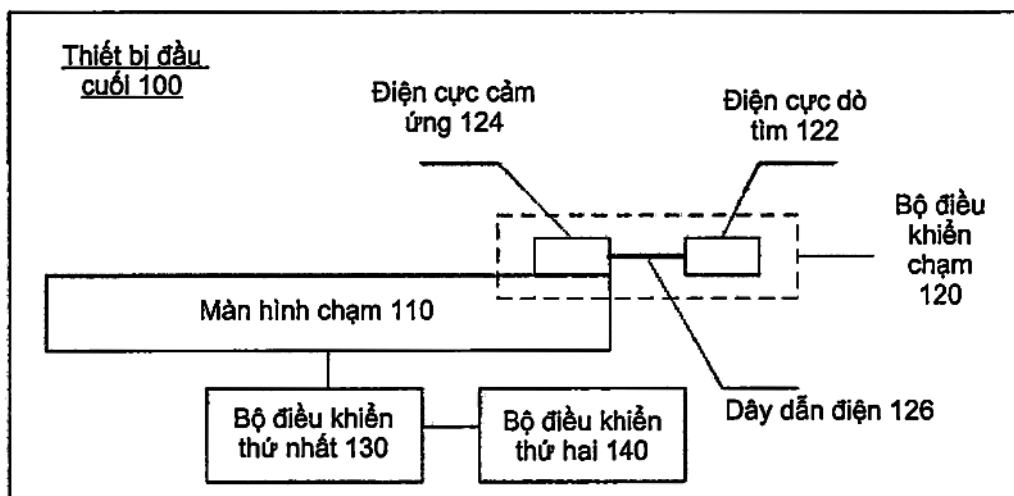 Thiết bị đầu
cuối 100
Điện cực cảm
ứng 124
Điện cực dò
tìm 122
Bộ điều
khiển
chạm
120
Màn hình chạm 110
Dây dẫn điện 126
Bộ điều khiển
thứ nhất 130
Bộ điều khiển
thứ hai 140